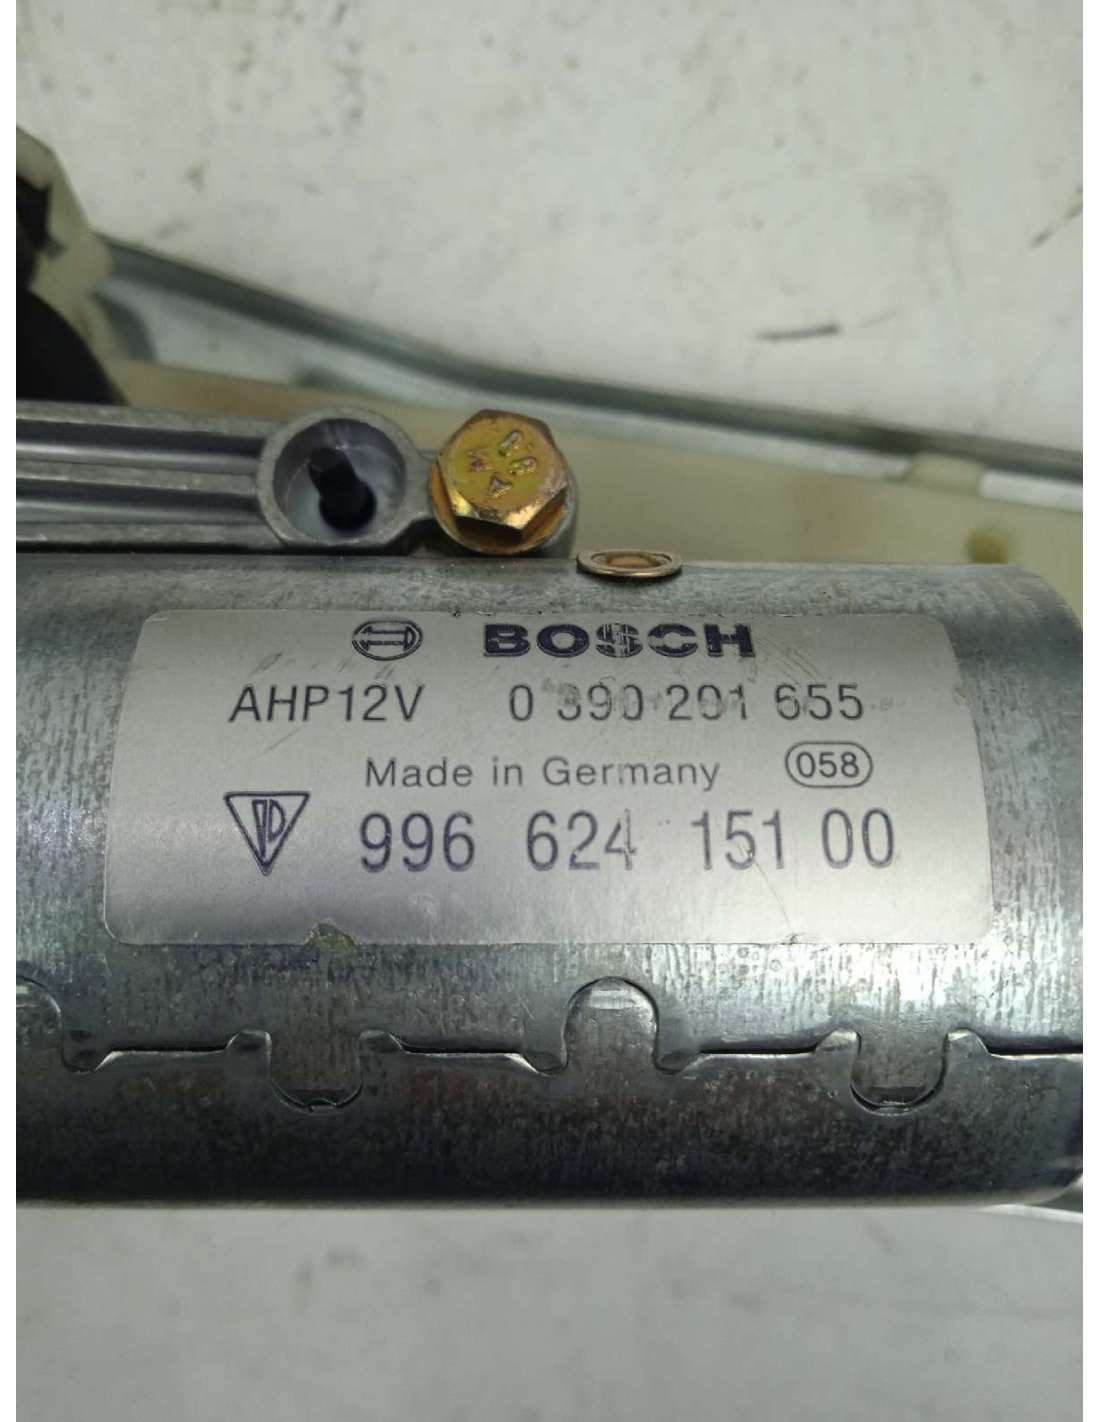 BOSCH
AHP12V 0 390 201 655
Made in Germany 058
996 624 151 00